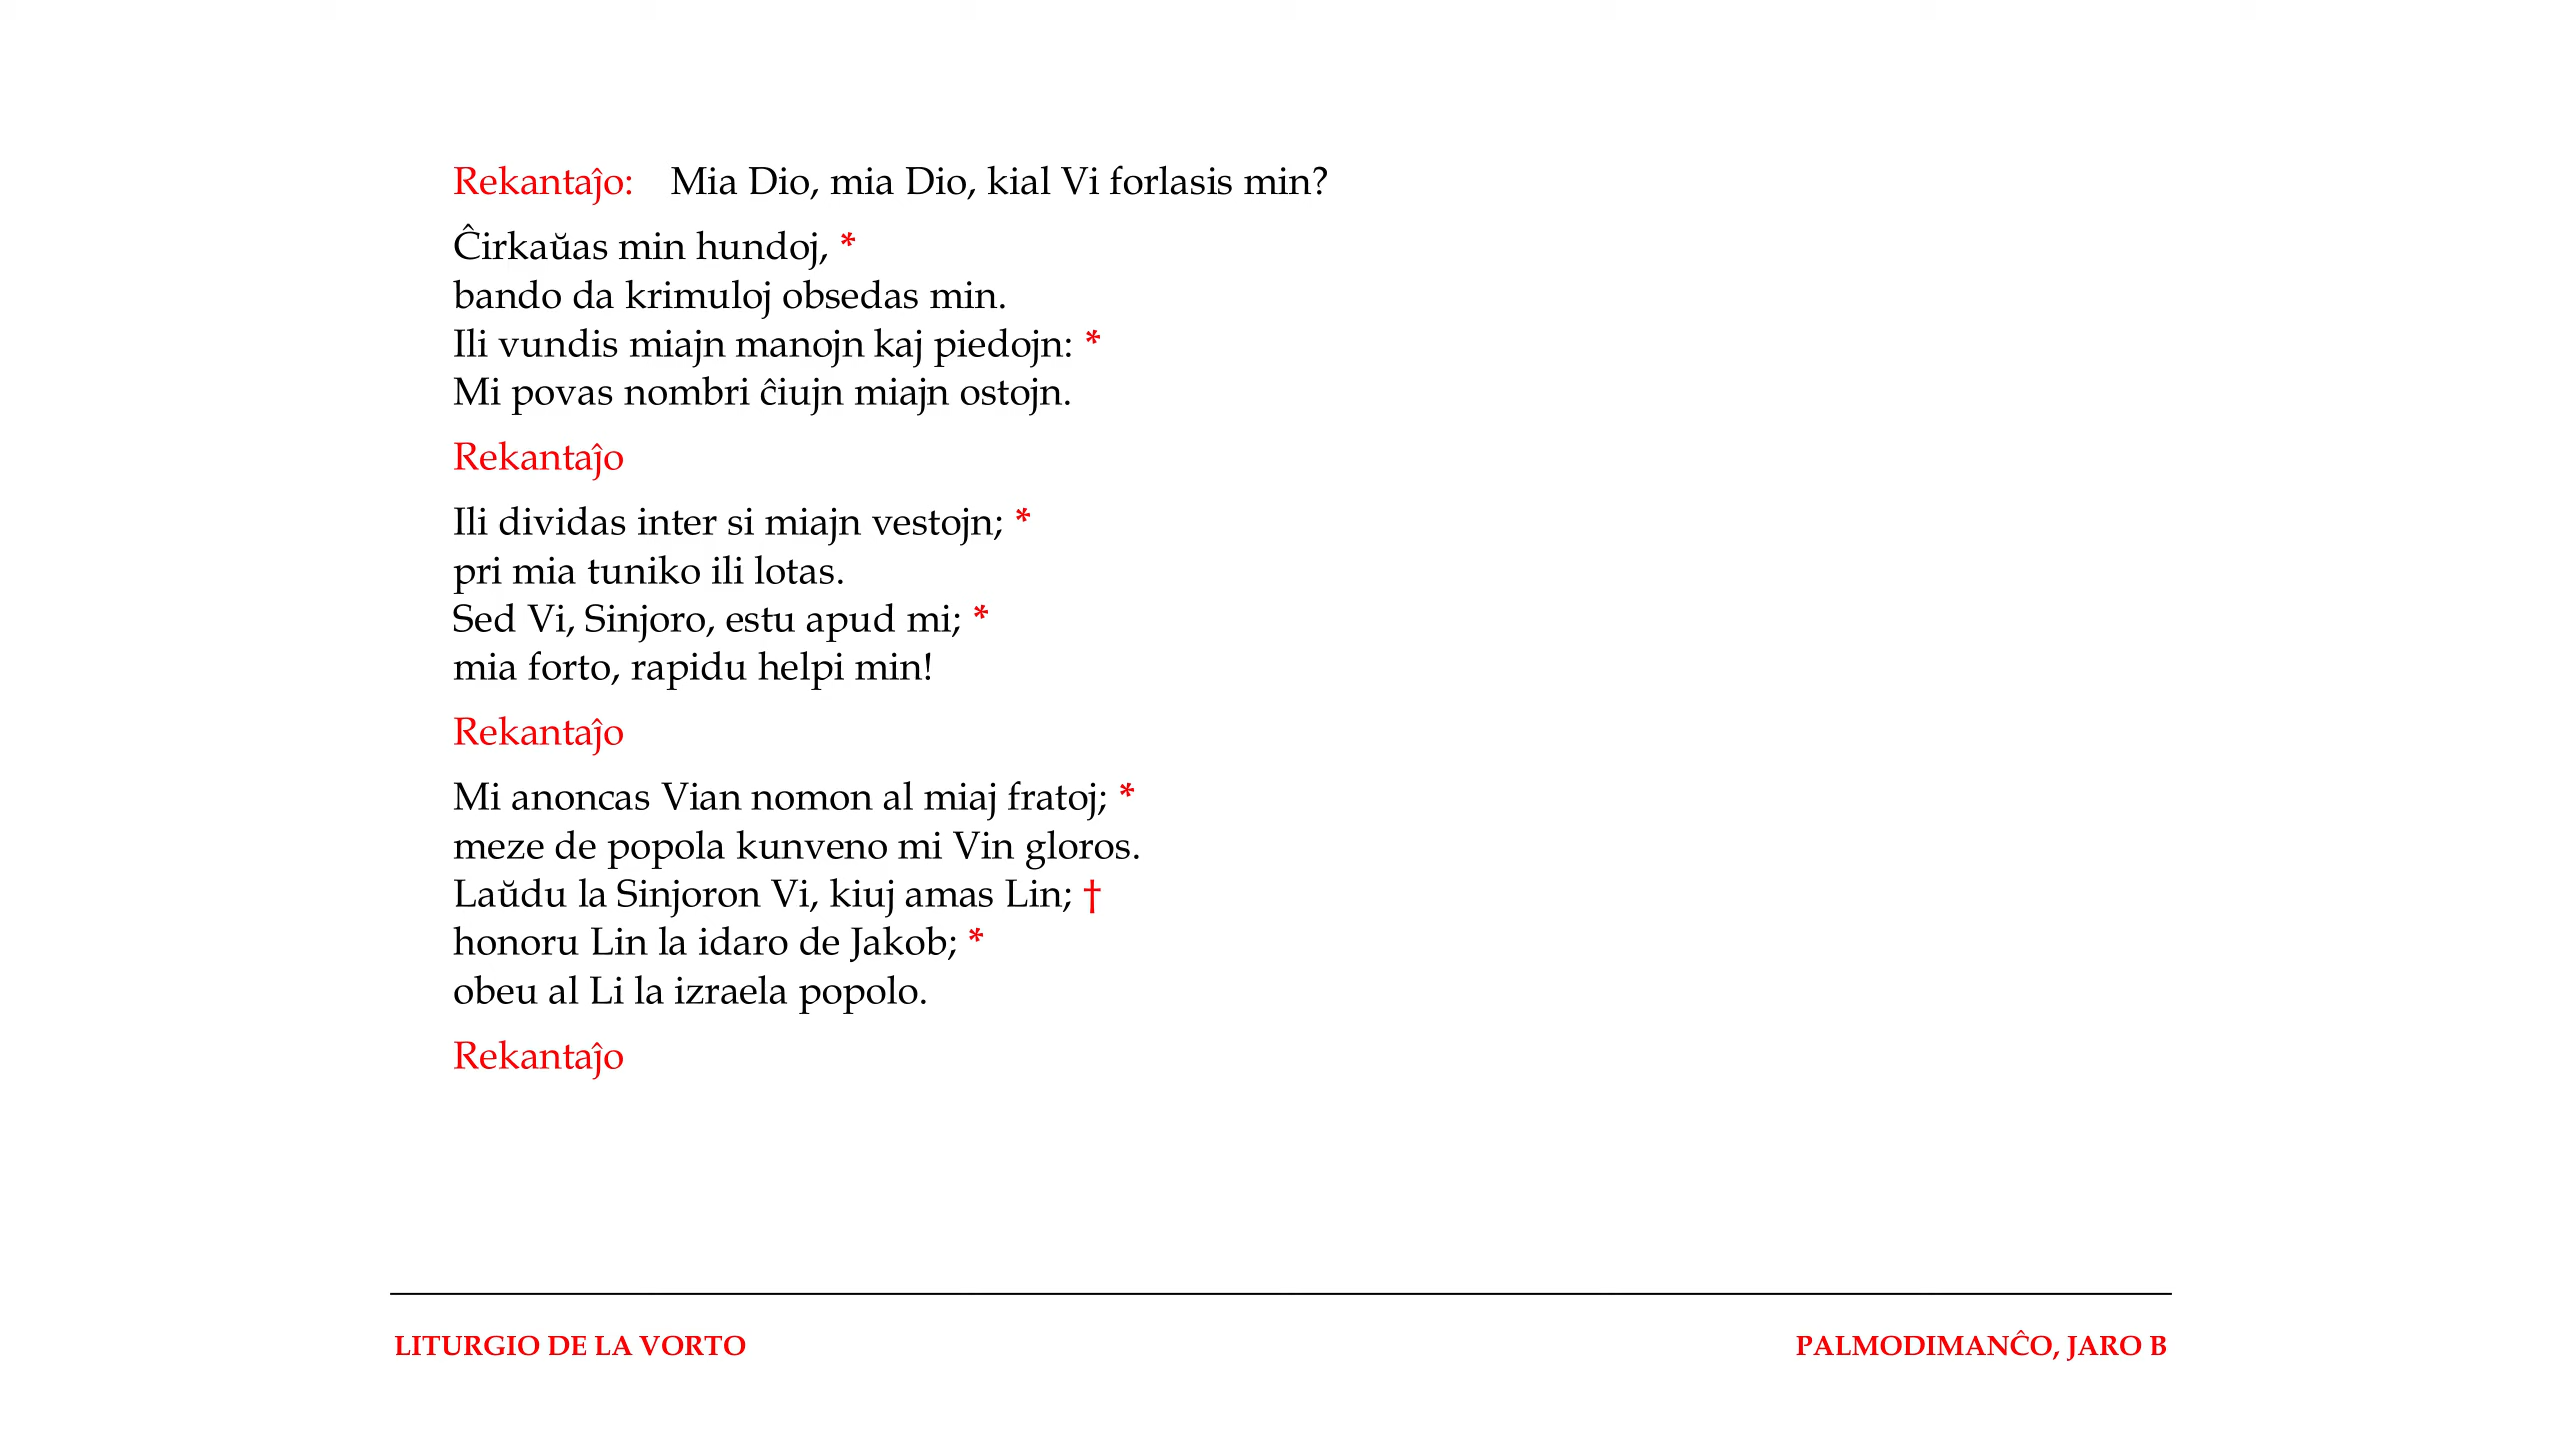 Rekantaĵo: Mia Dio, mia Dio, kial Vi forlasis min?
Ĉirkaŭas min hundoj, *
bando da krimuloj obsedas min.
Ili vundis miajn manojn kaj piedojn: *
Mi povas nombri ĉiujn miajn ostojn.
Rekantaĵo
Ili dividas inter si miajn vestojn; *
pri mia tuniko ili lotas.
Sed Vi, Sinjoro, estu apud mi; *
mia forto, rapidu helpi min!
Rekantaĵo
Mi anoncas Vian nomon al miaj fratoj; *
meze de popola kunveno mi Vin gloros.
Laŭdu la Sinjoron Vi, kiuj amas Lin; †
honoru Lin la idaro de Jakob; *
obeu al Li la izraela popolo.
Rekantaĵo
LITURGIO DE LA VORTO
PALMODIMANĈO, JARO B